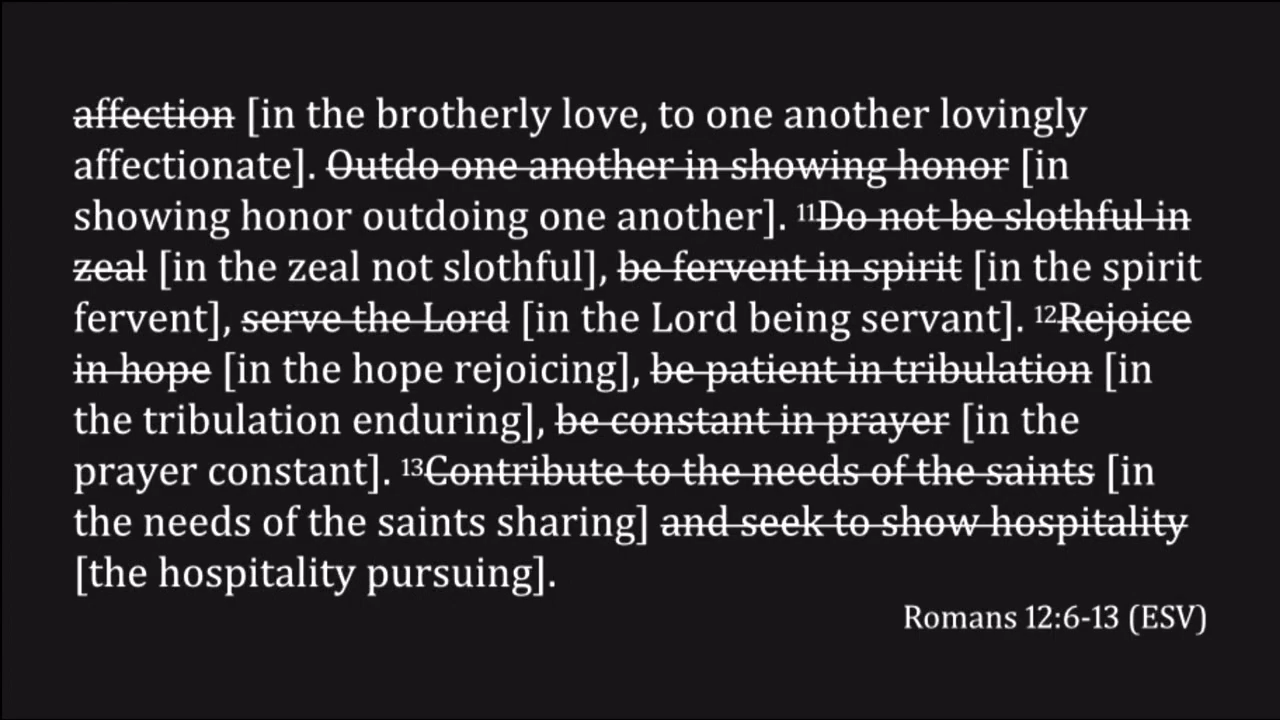 affection [in the brotherly love, to one another lovingly
affectionate]. Outdo one another in showing honor [in
showing honor outdoing one another]. 11Do not be slothful in
zeal [in the zeal not slothful], be fervent in spirit [in the spirit
fervent], serve the Lord [in the Lord being servant]. 12Rejoice
in hope [in the hope rejoicing], be patient in tribulation [in
the tribulation enduring], be constant in prayer [in the
prayer constant]. 13Contribute to the needs of the saints [in
the needs of the saints sharing] and seek to show hospitality
[the hospitality pursuing].
Romans 12:6-13 (ESV)